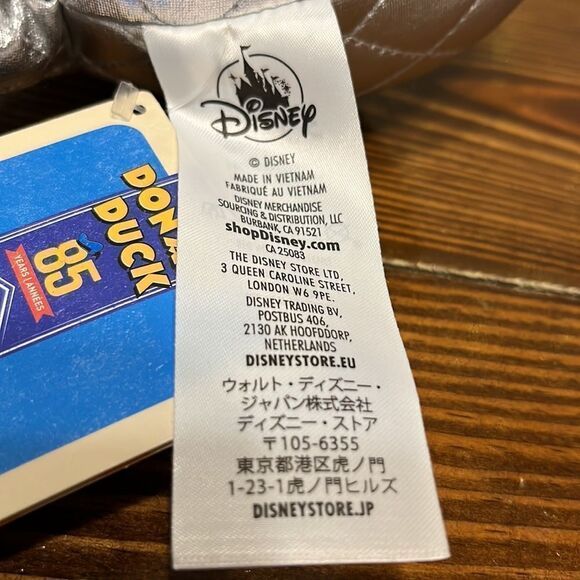 DISNEY
© DISNEY
MADE IN VIETNAM
FABRIQUÉ AU VIETNAM
DISNEY MERCHANDISE
SOURCING & DISTRIBUTION, LLC
BURBANK, CA 91521
shopDisney.com
CA 25083
THE DISNEY STORE LTD,
3 QUEEN CAROLINE STREET,
LONDON W6 9PE.
DISNEY TRADING BV,
POSTBUS 406,
2130 AK HOOFDDORP,
NETHERLANDS
DISNEYSTORE.EU
ウォルト・ディズニー・
ジャパン株式会社
ディズニー・ストア
〒105-6355
東京都港区虎ノ門
1-23-1虎ノ門ヒルズ
DISNEYSTORE.JP
DUCK
85
YEARS | ANNÉES